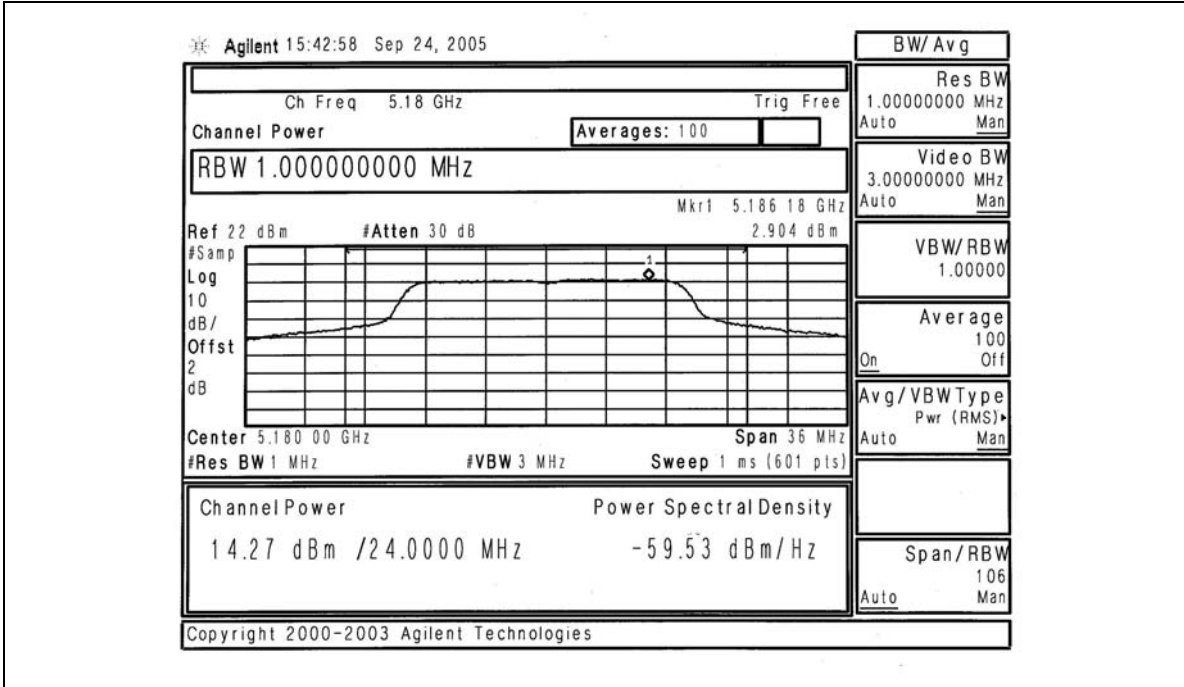 Agilent 15:42:58 Sep 24, 2005
Ch Freq 5.18 GHz Trig Free
Channel Power Averages: 100
RBW 1.000000000 MHz
Mkr1 5.186 18 GHz
Ref 22 dBm #Atten 30 dB 2.904 dBm
#Samp
Log
10
dB/
Offst
2
dB
1
Center 5.180 00 GHz Span 36 MHz
#Res BW 1 MHz #VBW 3 MHz Sweep 1 ms (601 pts)
Channel Power Power Spectral Density
14.27 dBm /24.0000 MHz -59.53 dBm/Hz
Copyright 2000-2003 Agilent Technologies
BW/Avg
Res BW
1.00000000 MHz
Auto Man
Video BW
3.00000000 MHz
Auto Man
VBW/RBW
1.00000
Average
100
On Off
Avg/VBW Type
Pwr (RMS)▸
Auto Man
Span/RBW
106
Auto Man